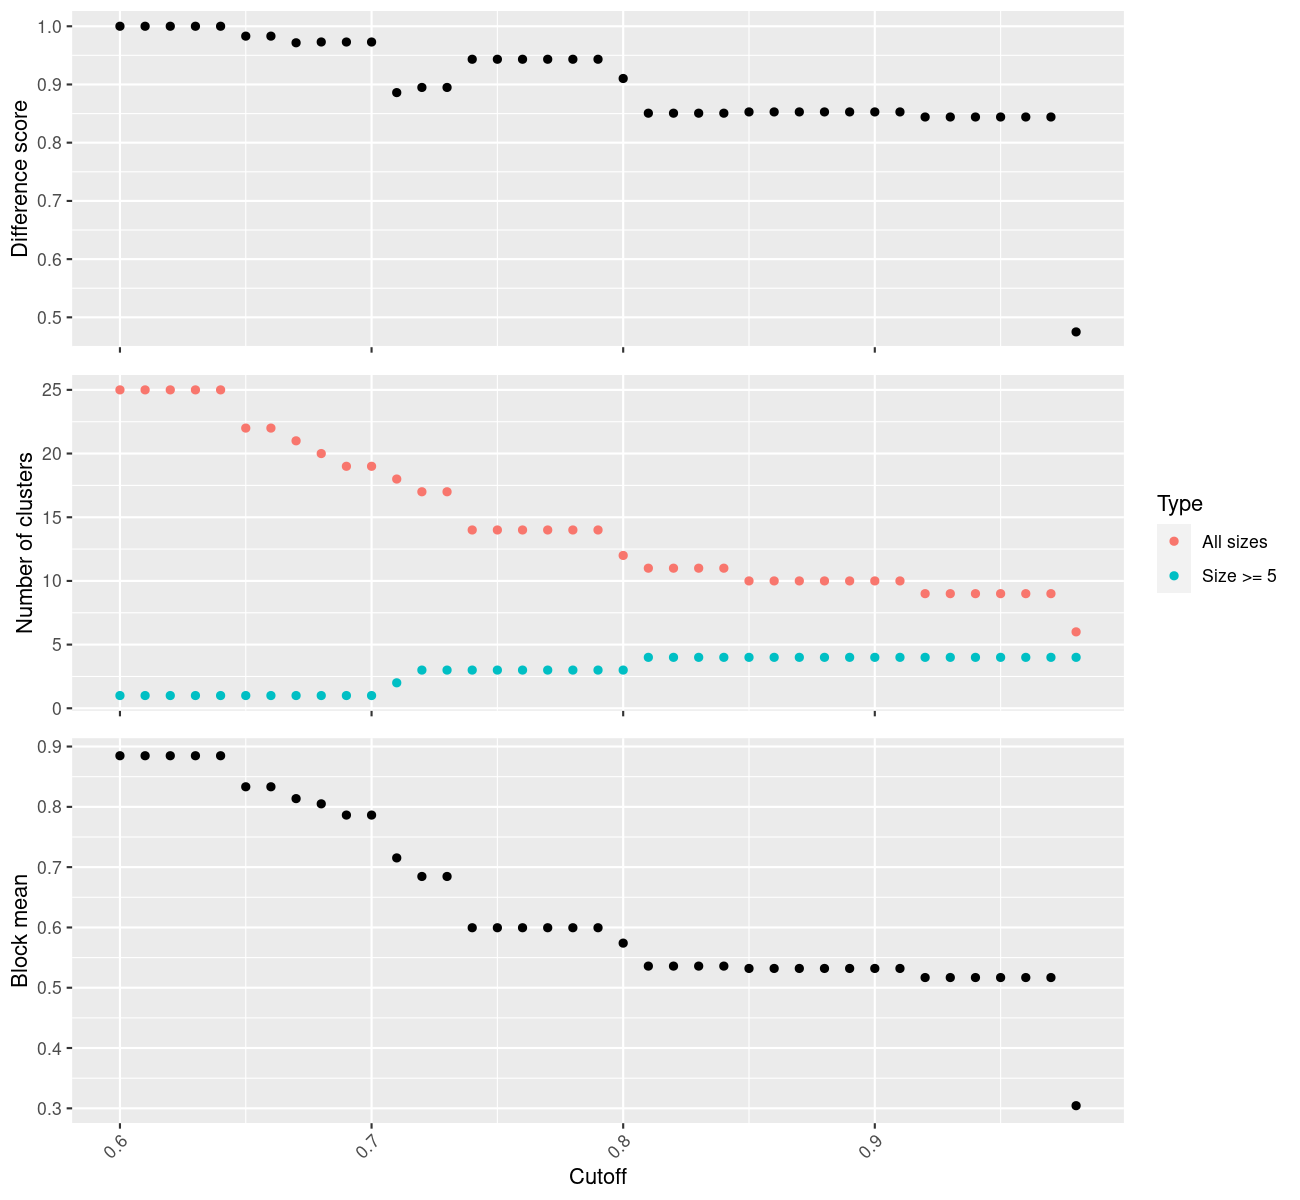 Difference score
1.0
0.9
0.8
0.7
0.6
0.5
Number of clusters
25
20
15
10
5
0
Type
All sizes
Size >= 5
Block mean
0.9
0.8
0.7
0.6
0.5
0.4
0.3
0.6 0.7 0.8 0.9
Cutoff